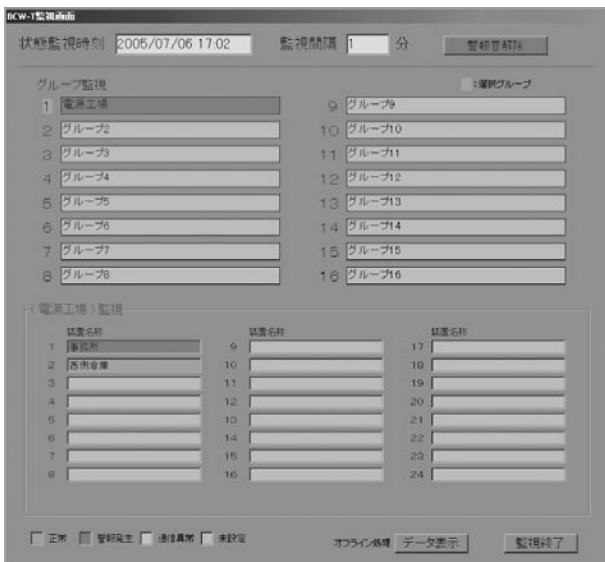 BCW-T監視画面
状態監視時刻 2005/07/06 17:02 監視間隔 1 分 警報音解除
グループ監視 :選択グループ
1 電源工場 9 グループ9
2 グループ2 10 グループ10
3 グループ3 11 グループ11
4 グループ4 12 グループ12
5 グループ5 13 グループ13
6 グループ6 14 グループ14
7 グループ7 15 グループ15
8 グループ8 16 グループ16
(電源工場)監視
装置名称 装置名称 装置名称
1 事務所 9 17
2 西側倉庫 10 18
3 11 19
4 12 20
5 13 21
6 14 22
7 15 23
8 16 24
正常 警報発生 通信異常 未設定 オフライン処理 データ表示 監視終了